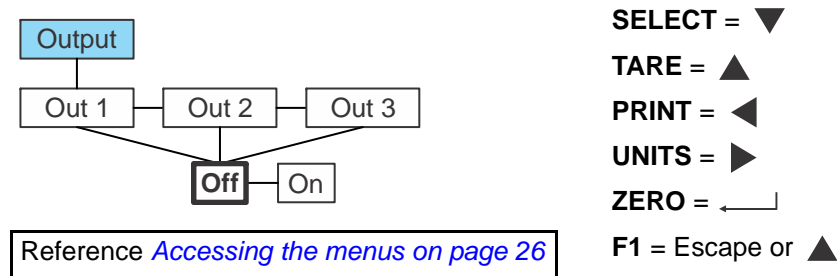 Output
Out 1 Out 2 Out 3
Off On
Reference Accessing the menus on page 26
SELECT = ▼
TARE = ▲
PRINT = ◀
UNITS = ▶
ZERO = ↵
F1 = Escape or ▲